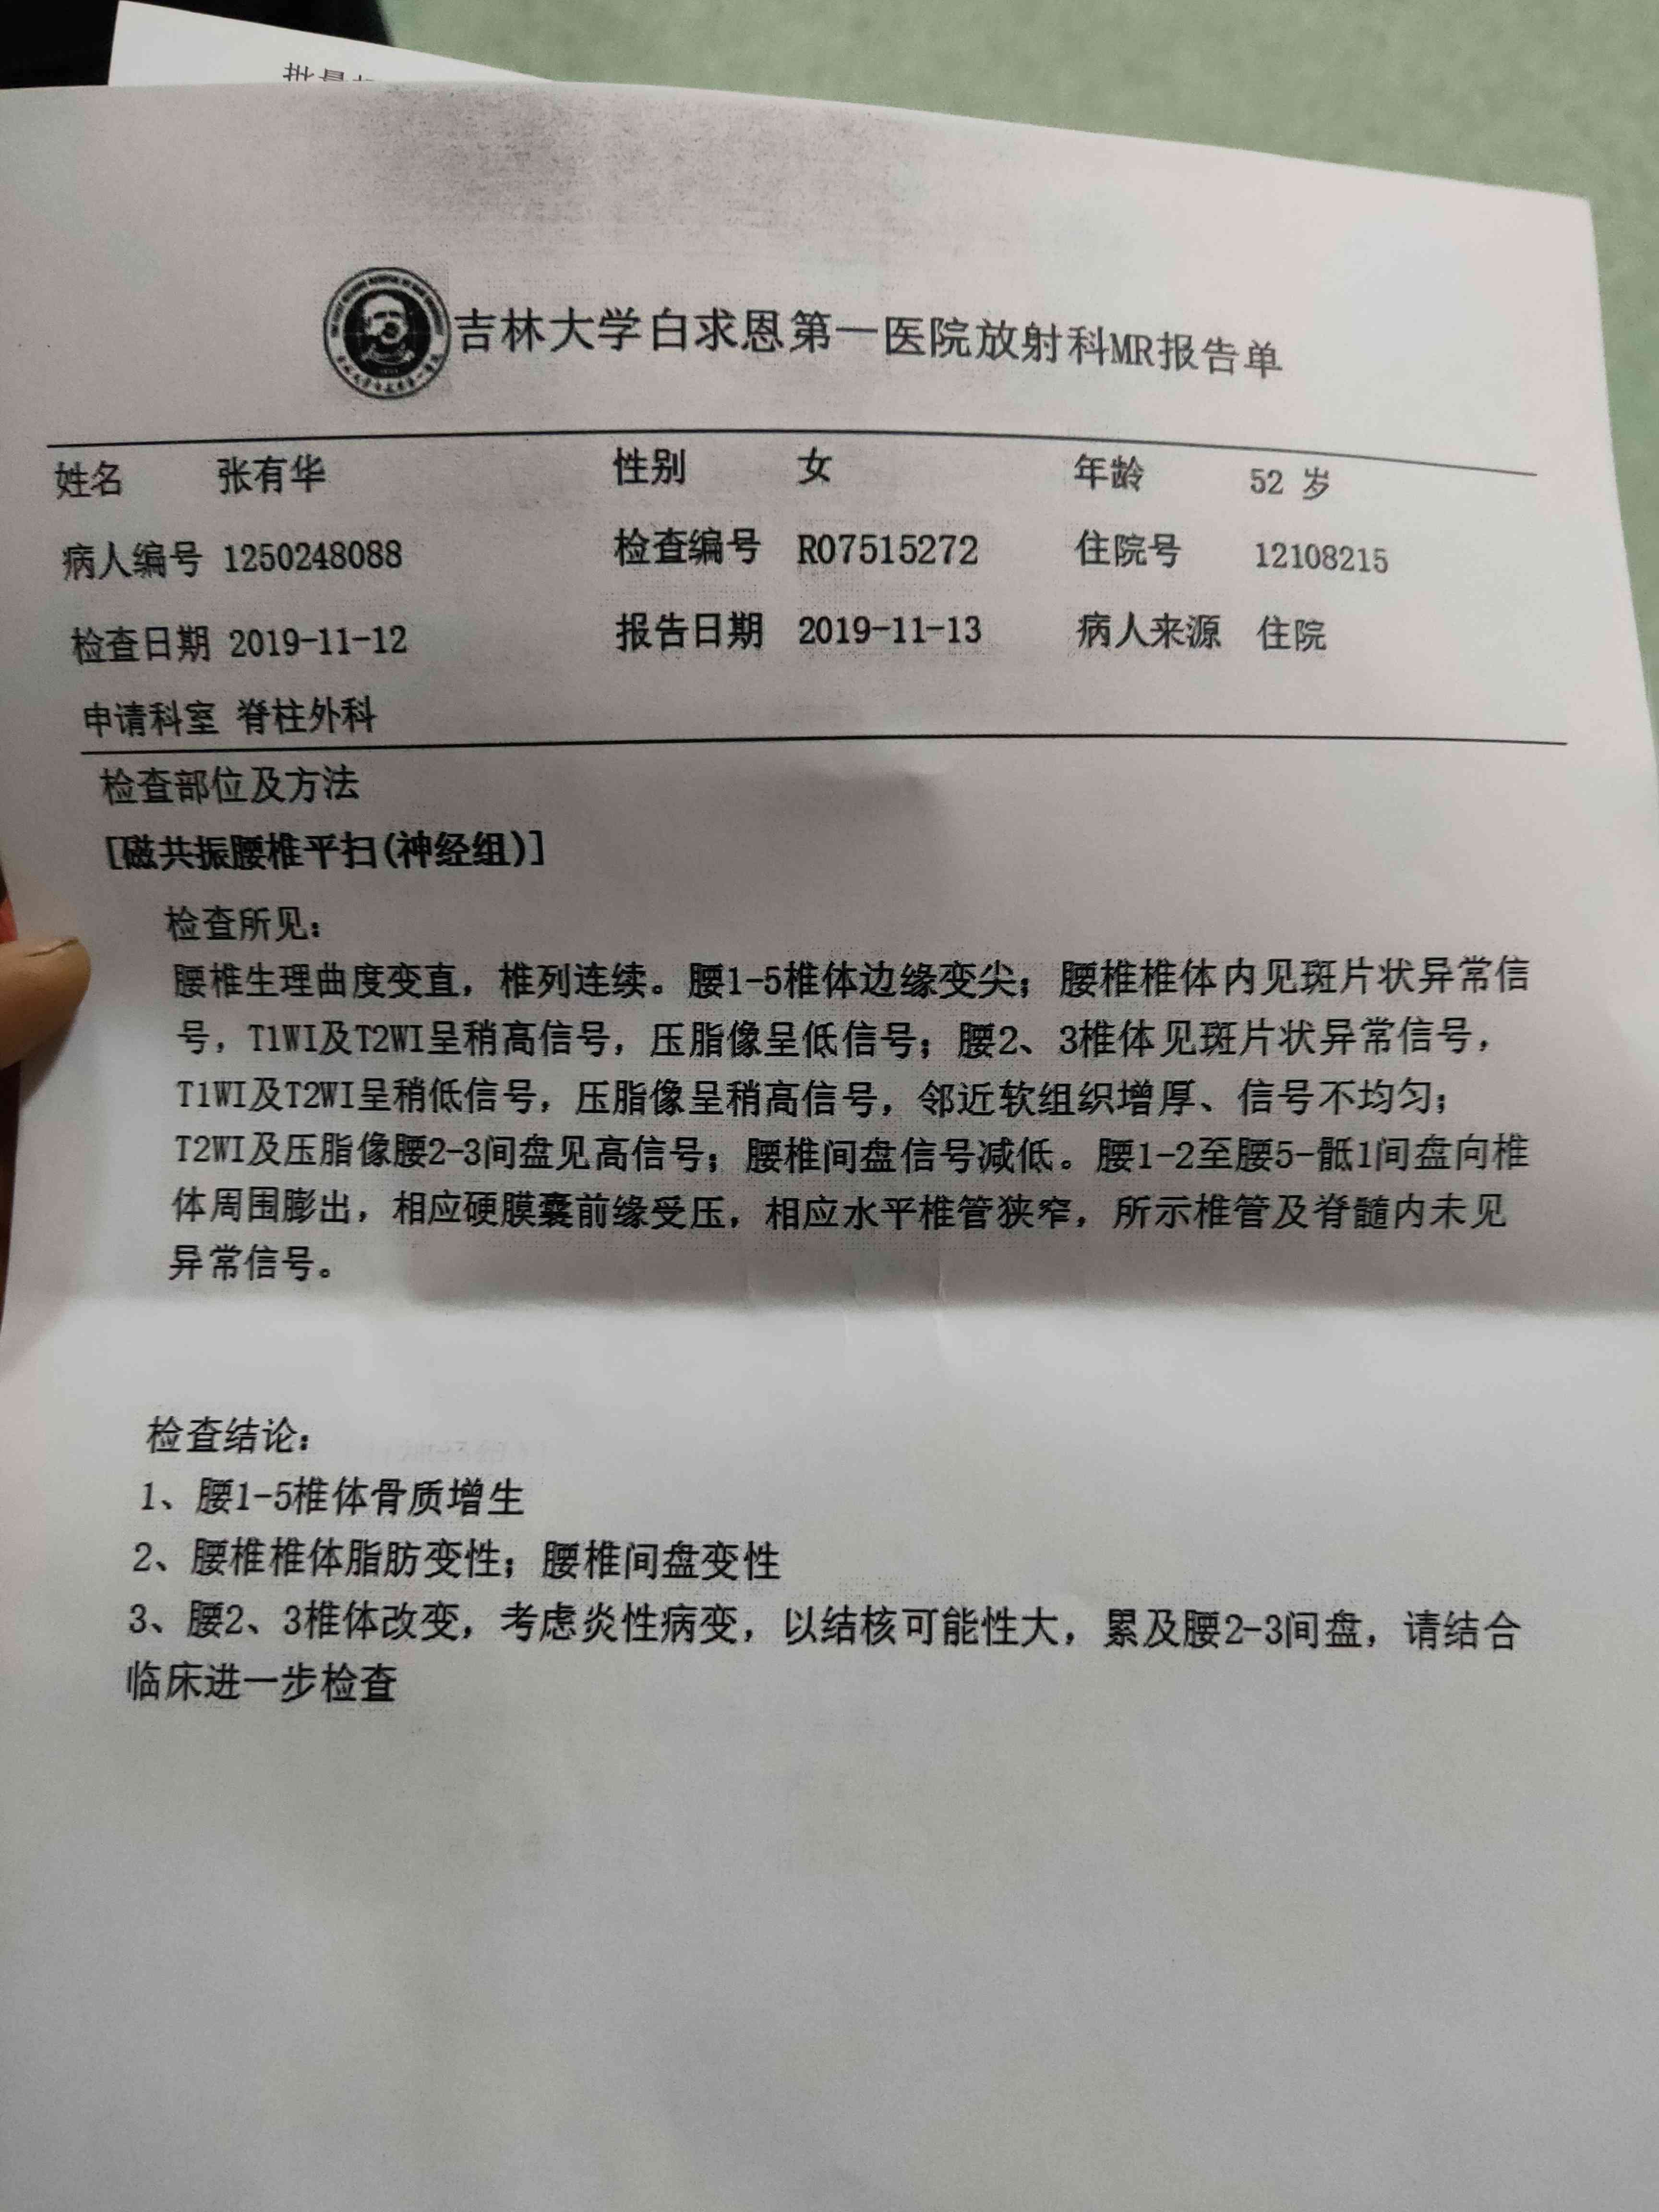 吉林大学白求恩第一医院放射科MR报告单
姓名 张有华 性别 女 年龄 52 岁
病人编号 1250248088 检查编号 R07515272 住院号 12108215
检查日期 2019-11-12 报告日期 2019-11-13 病人来源 住院
申请科室 脊柱外科
检查部位及方法
[磁共振腰椎平扫(神经组)]
检查所见：
腰椎生理曲度变直，椎列连续。腰1-5椎体边缘变尖；腰椎椎体内见斑片状异常信
号，T1WI及T2WI呈稍高信号，压脂像呈低信号；腰2、3椎体见斑片状异常信号，
T1WI及T2WI呈稍低信号，压脂像呈稍高信号，邻近软组织增厚、信号不均匀；
T2WI及压脂像腰2-3间盘见高信号；腰椎间盘信号减低。腰1-2至腰5-骶1间盘向椎
体周围膨出，相应硬膜囊前缘受压，相应水平椎管狭窄，所示椎管及脊髓内未见
异常信号。
检查结论：
1、腰1-5椎体骨质增生
2、腰椎椎体脂肪变性；腰椎间盘变性
3、腰2、3椎体改变，考虑炎性病变，以结核可能性大，累及腰2-3间盘，请结合
临床进一步检查